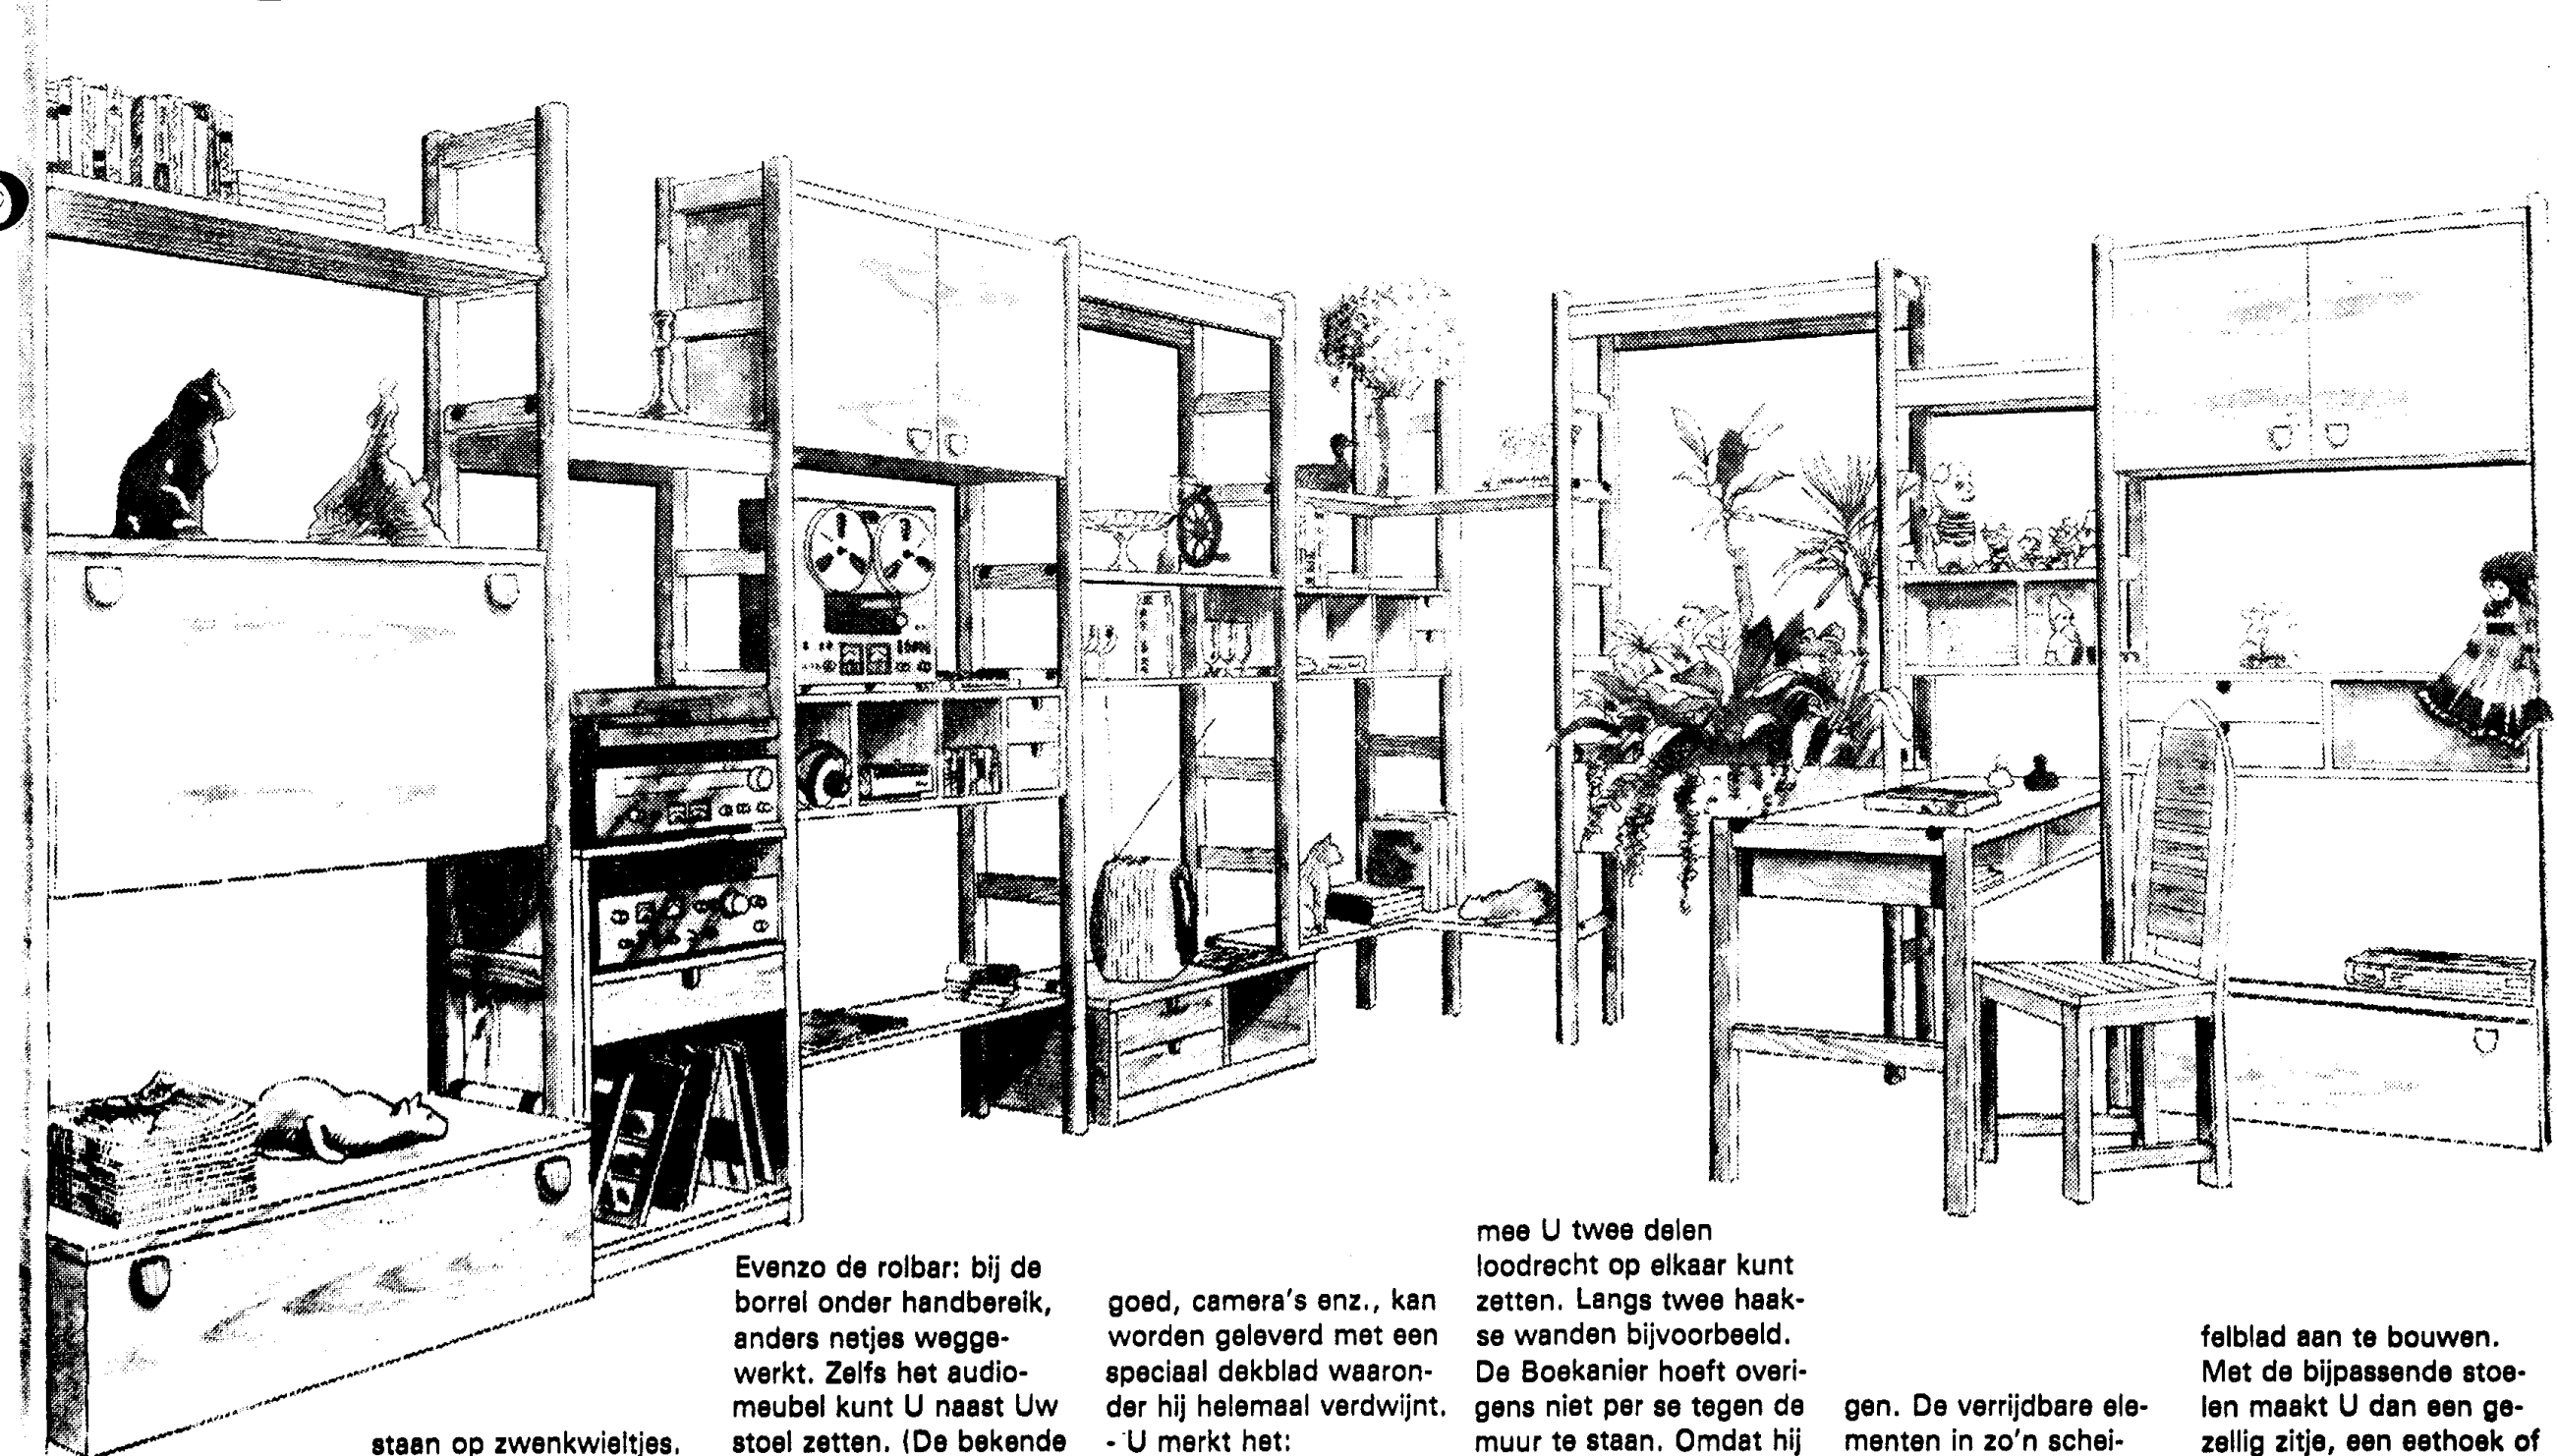 staan op zwenkwieltjes.
Evenzo de rolbar: bij de
borrel onder handbereik,
anders netjes wegge-
werkt. Zelfs het audio-
meubel kunt U naast Uw
stoel zetten. (De bekende
goed, camera's enz., kan
worden geleverd met een
speciaal dekblad waaron-
der hij helemaal verdwijnt.
- U merkt het:
mee U twee delen
loodrecht op elkaar kunt
zetten. Langs twee haak-
se wanden bijvoorbeeld.
De Boekanier hoeft overi-
gens niet per se tegen de
muur te staan. Omdat hij
gen. De verrijdbare ele-
menten in zo'n schei-
felblad aan te bouwen.
Met de bijpassende stoe-
len maakt U dan een ge-
zellig zitje, een eethoek of